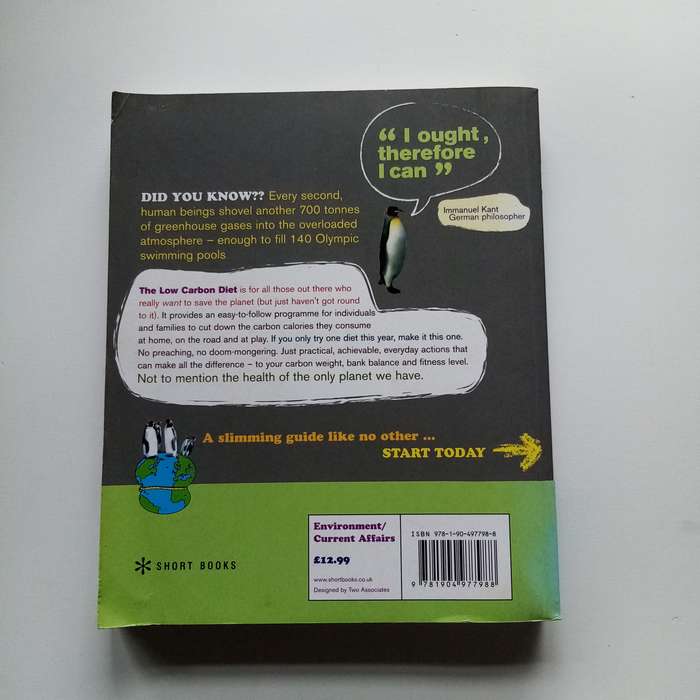 “ I ought,
therefore
I can ”
Immanuel Kant
German philosopher
DID YOU KNOW?? Every second,
human beings shovel another 700 tonnes
of greenhouse gases into the overloaded
atmosphere – enough to fill 140 Olympic
swimming pools
The Low Carbon Diet is for all those out there who
really want to save the planet (but just haven't got round
to it). It provides an easy-to-follow programme for individuals
and families to cut down the carbon calories they consume
at home, on the road and at play. If you only try one diet this year, make it this one.
No preaching, no doom-mongering. Just practical, achievable, everyday actions that
can make all the difference – to your carbon weight, bank balance and fitness level.
Not to mention the health of the only planet we have.
A slimming guide like no other ...
START TODAY
SHORT BOOKS
Environment/
Current Affairs
£12.99
www.shortbooks.co.uk
Designed by Two Associates
ISBN 978-1-90-497798-8
9 781904 977988